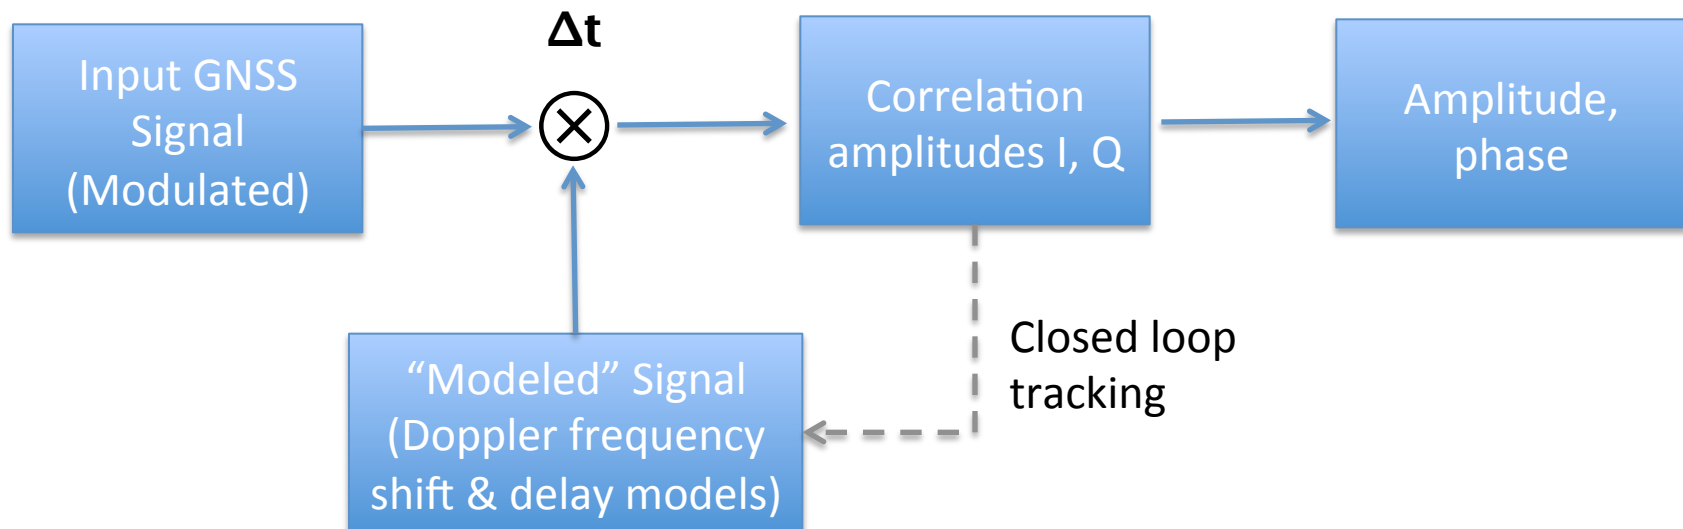 Input GNSS
Signal
(Modulated)
Δt
Correlation
amplitudes I, Q
Amplitude,
phase
“Modeled” Signal
(Doppler frequency
shift & delay models)
Closed loop
tracking